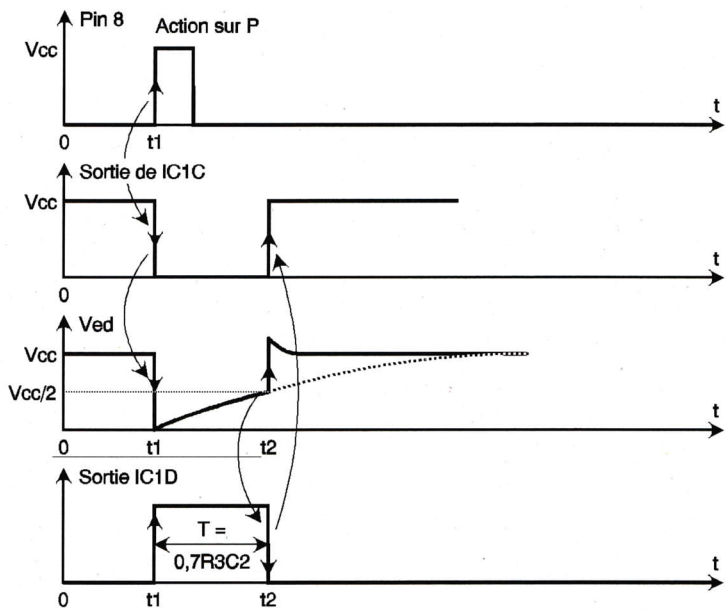 Pin 8
Action sur P
Vcc
t
0
t1
Sortie de IC1C
Vcc
t
0
Ved
Vcc
Vcc/2
t
0
t1
t2
Sortie IC1D
T =
0,7R3C2
t
0
t1
t2